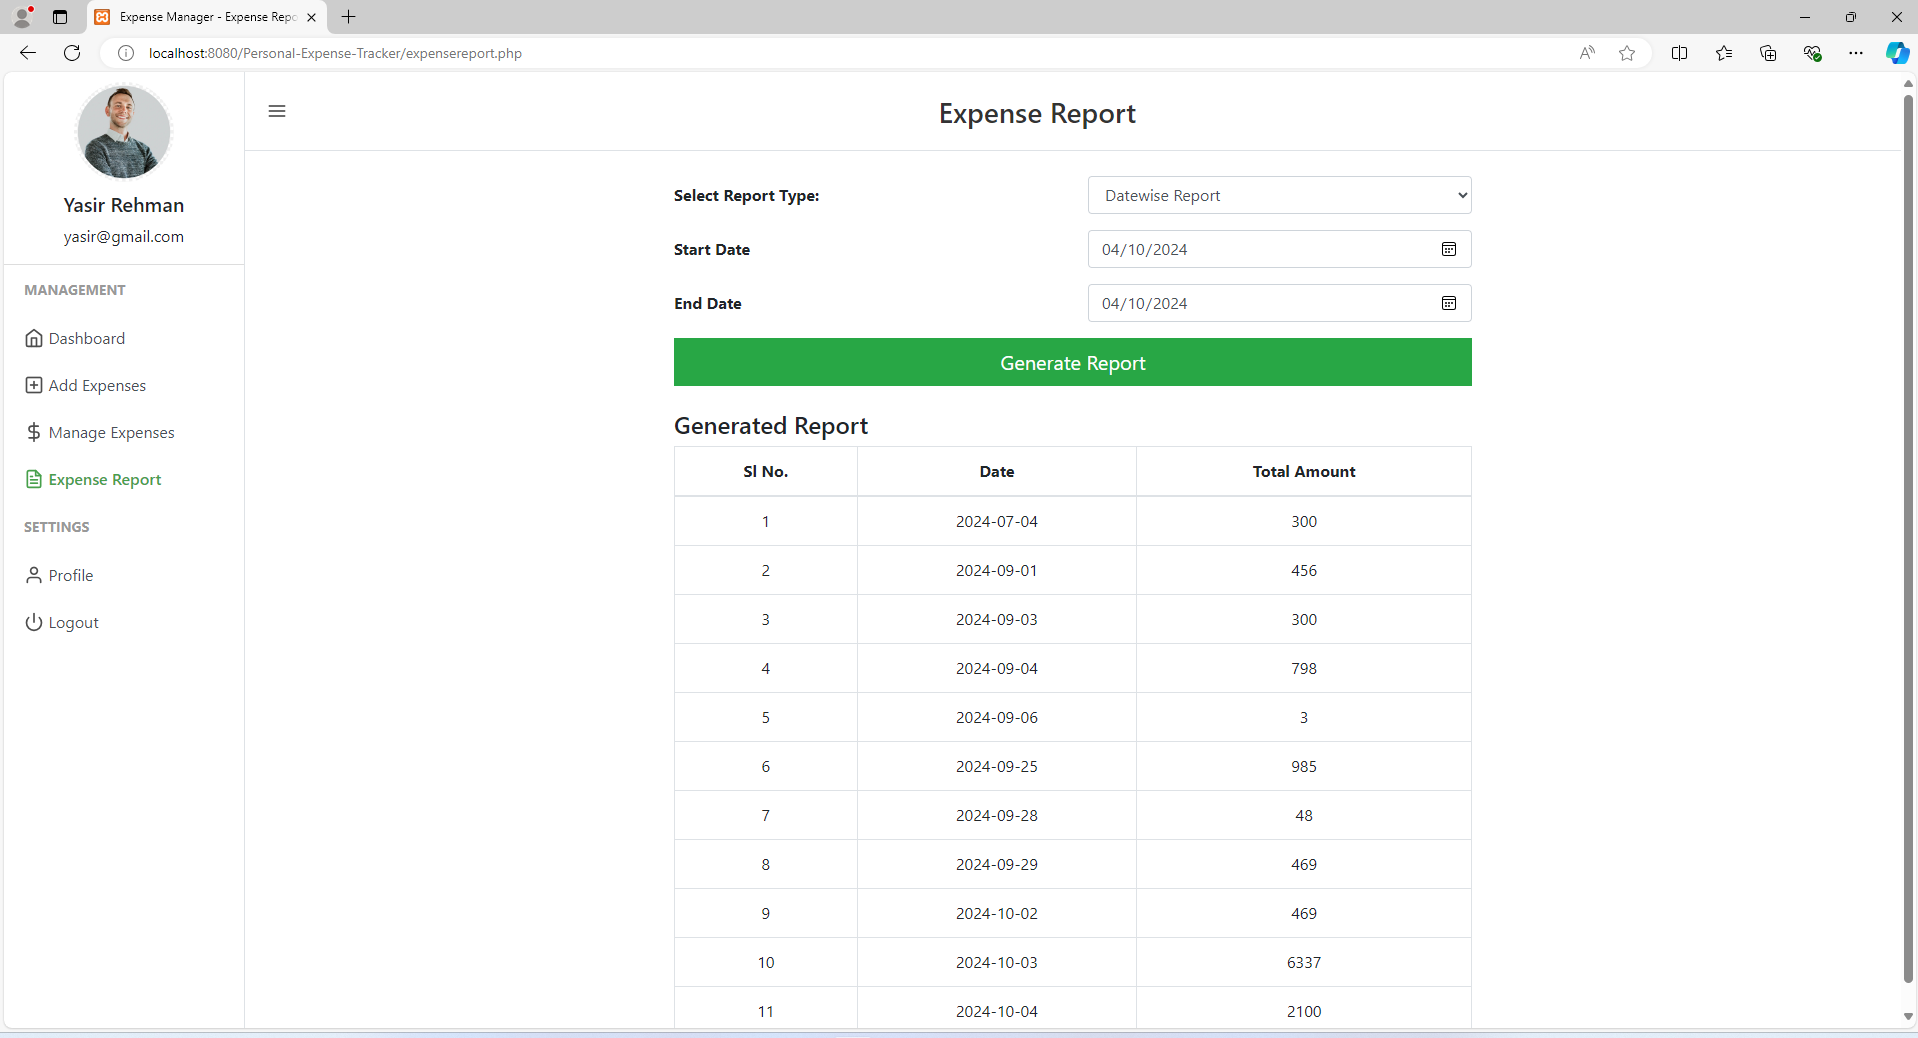 Expense Manager - Expense Repo
localhost:8080/Personal-Expense-Tracker/expensereport.php
Yasir Rehman
yasir@gmail.com
MANAGEMENT
Dashboard
Add Expenses
Manage Expenses
Expense Report
SETTINGS
Profile
Logout
Expense Report
Select Report Type:
Datewise Report
Start Date
04/10/2024
End Date
04/10/2024
Generate Report
Generated Report
Sl No. Date Total Amount
1 2024-07-04 300
2 2024-09-01 456
3 2024-09-03 300
4 2024-09-04 798
5 2024-09-06 3
6 2024-09-25 985
7 2024-09-28 48
8 2024-09-29 469
9 2024-10-02 469
10 2024-10-03 6337
11 2024-10-04 2100